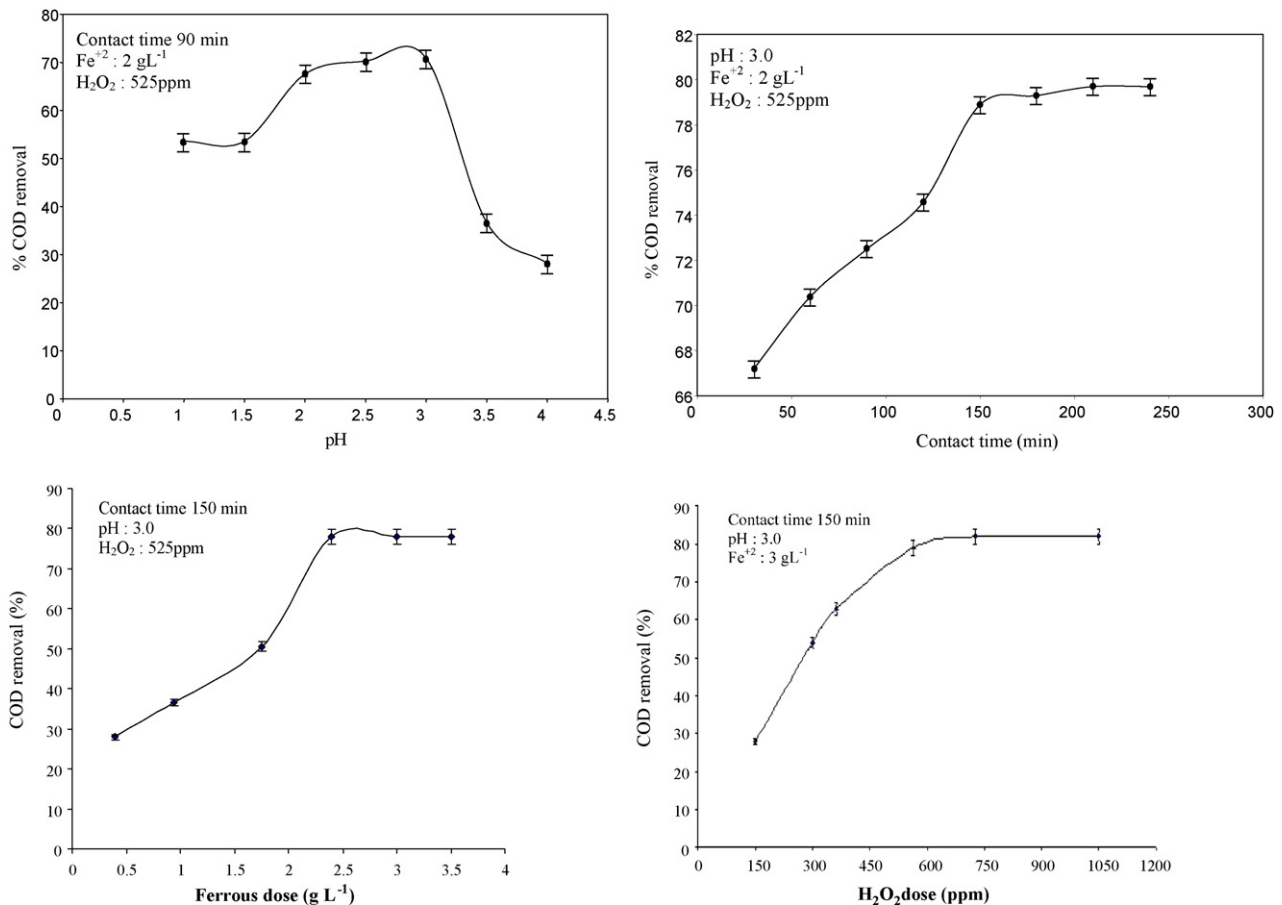 80
70
60
50
40
30
20
10
0
% COD removal
Contact time 90 min
Fe⁺² : 2 gL⁻¹
H₂O₂ : 525ppm
0 0.5 1 1.5 2 2.5 3 3.5 4 4.5
pH
82
80
78
76
74
72
70
68
66
% COD removal
pH : 3.0
Fe⁺² : 2 gL⁻¹
H₂O₂ : 525ppm
0 50 100 150 200 250 300
Contact time (min)
90
80
70
60
50
40
30
20
10
0
COD removal (%)
Contact time 150 min
pH : 3.0
H₂O₂ : 525ppm
0 0.5 1 1.5 2 2.5 3 3.5 4
Ferrous dose (g L⁻¹)
90
80
70
60
50
40
30
20
10
0
COD removal (%)
Contact time 150 min
pH : 3.0
Fe⁺² : 3 gL⁻¹
0 150 300 450 600 750 900 1050 1200
H₂O₂dose (ppm)